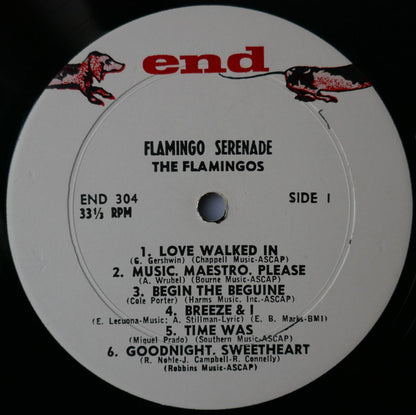 end
FLAMINGO SERENADE
THE FLAMINGOS
END 304 SIDE 1
33⅓ RPM
1. LOVE WALKED IN
(G. Gershwin) (Chappell Music-ASCAP)
2. MUSIC, MAESTRO, PLEASE
(A. Wrubel) (Bourne Music-ASCAP)
3. BEGIN THE BEGUINE
(Cole Porter) (Harms Music, Inc.-ASCAP)
4. BREEZE & I
(E. Lecuona-Music; A. Stillman-Lyric) (E. B. Marks-BMI)
5. TIME WAS
(Miguel Prado) (Southern Music-ASCAP)
6. GOODNIGHT, SWEETHEART
(R. Noble-J. Campbell-R. Connelly)
(Robbins Music-ASCAP)